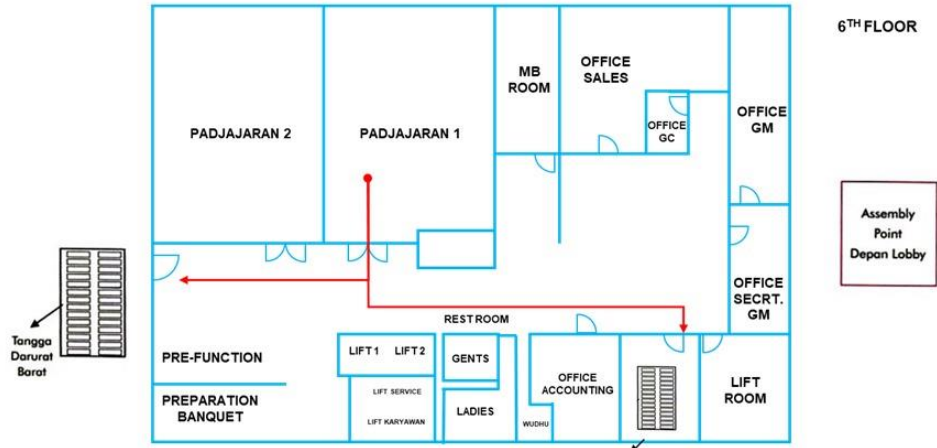 6TH FLOOR
MB
ROOM
OFFICE
SALES
OFFICE
GC
OFFICE
GM
PADJAJARAN 2
PADJAJARAN 1
Assembly
Point
Depan Lobby
OFFICE
SECRT.
GM
Tangga
Darurat
Barat
RESTROOM
PRE-FUNCTION
LIFT 1
LIFT 2
GENTS
OFFICE
ACCOUNTING
LIFT
ROOM
PREPARATION
BANQUET
LIFT SERVICE
LIFT KARYAWAN
LADIES
WUDHU